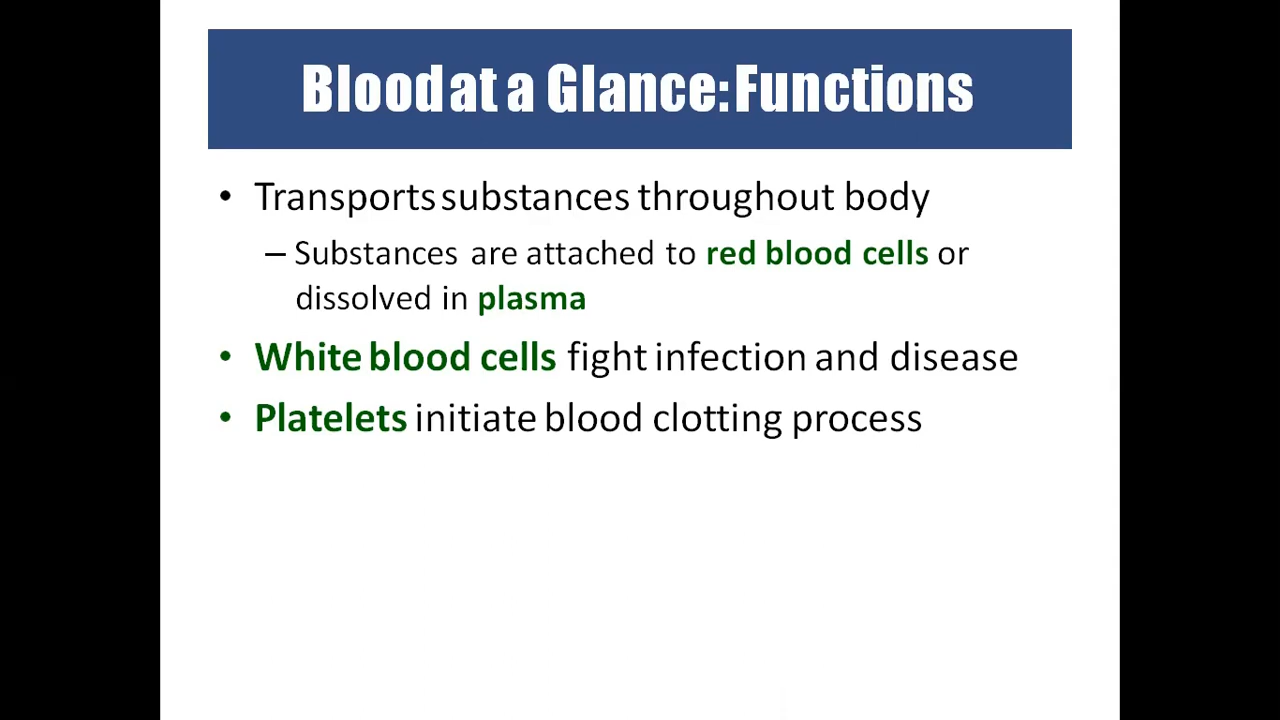 Blood at a Glance: Functions
• Transports substances throughout body
– Substances are attached to red blood cells or
dissolved in plasma
• White blood cells fight infection and disease
• Platelets initiate blood clotting process